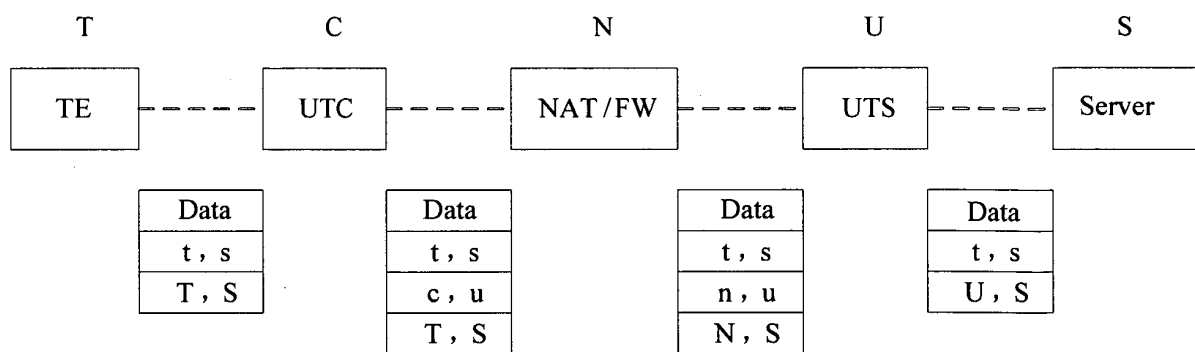 T C N U S
TE UTC NAT/FW UTS Server
Data Data Data Data
t, s t, s t, s t, s
T, S c, u n, u U, S
T, S N, S